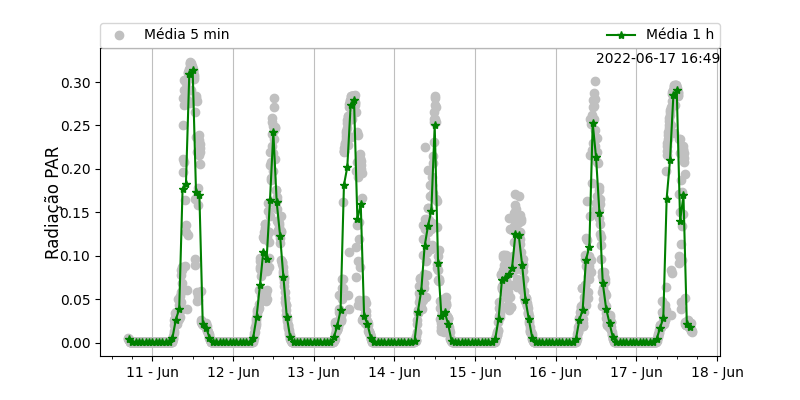 Média 5 min
Média 1 h
2022-06-17 16:49
Radiação PAR
0.30
0.25
0.20
0.15
0.10
0.05
0.00
11 - Jun
12 - Jun
13 - Jun
14 - Jun
15 - Jun
16 - Jun
17 - Jun
18 - Jun